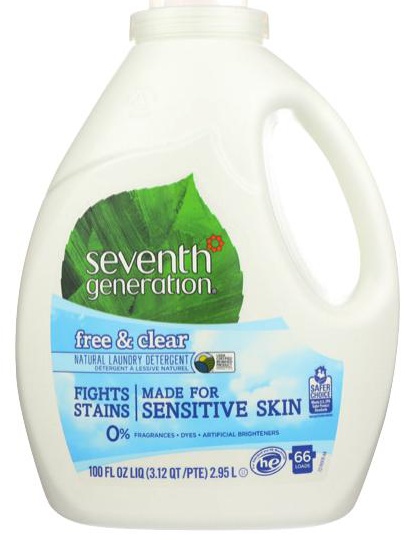 seventh
generation®
free & clear
NATURAL LAUNDRY DETERGENT
DÉTERGENT À LESSIVE NATUREL
FIGHTS
STAINS
MADE FOR
SENSITIVE SKIN
SAFER
CHOICE
0% FRAGRANCES • DYES • ARTIFICIAL BRIGHTENERS
he
66
LOADS
100 FL OZ LIQ (3.12 QT /PTE) 2.95 L